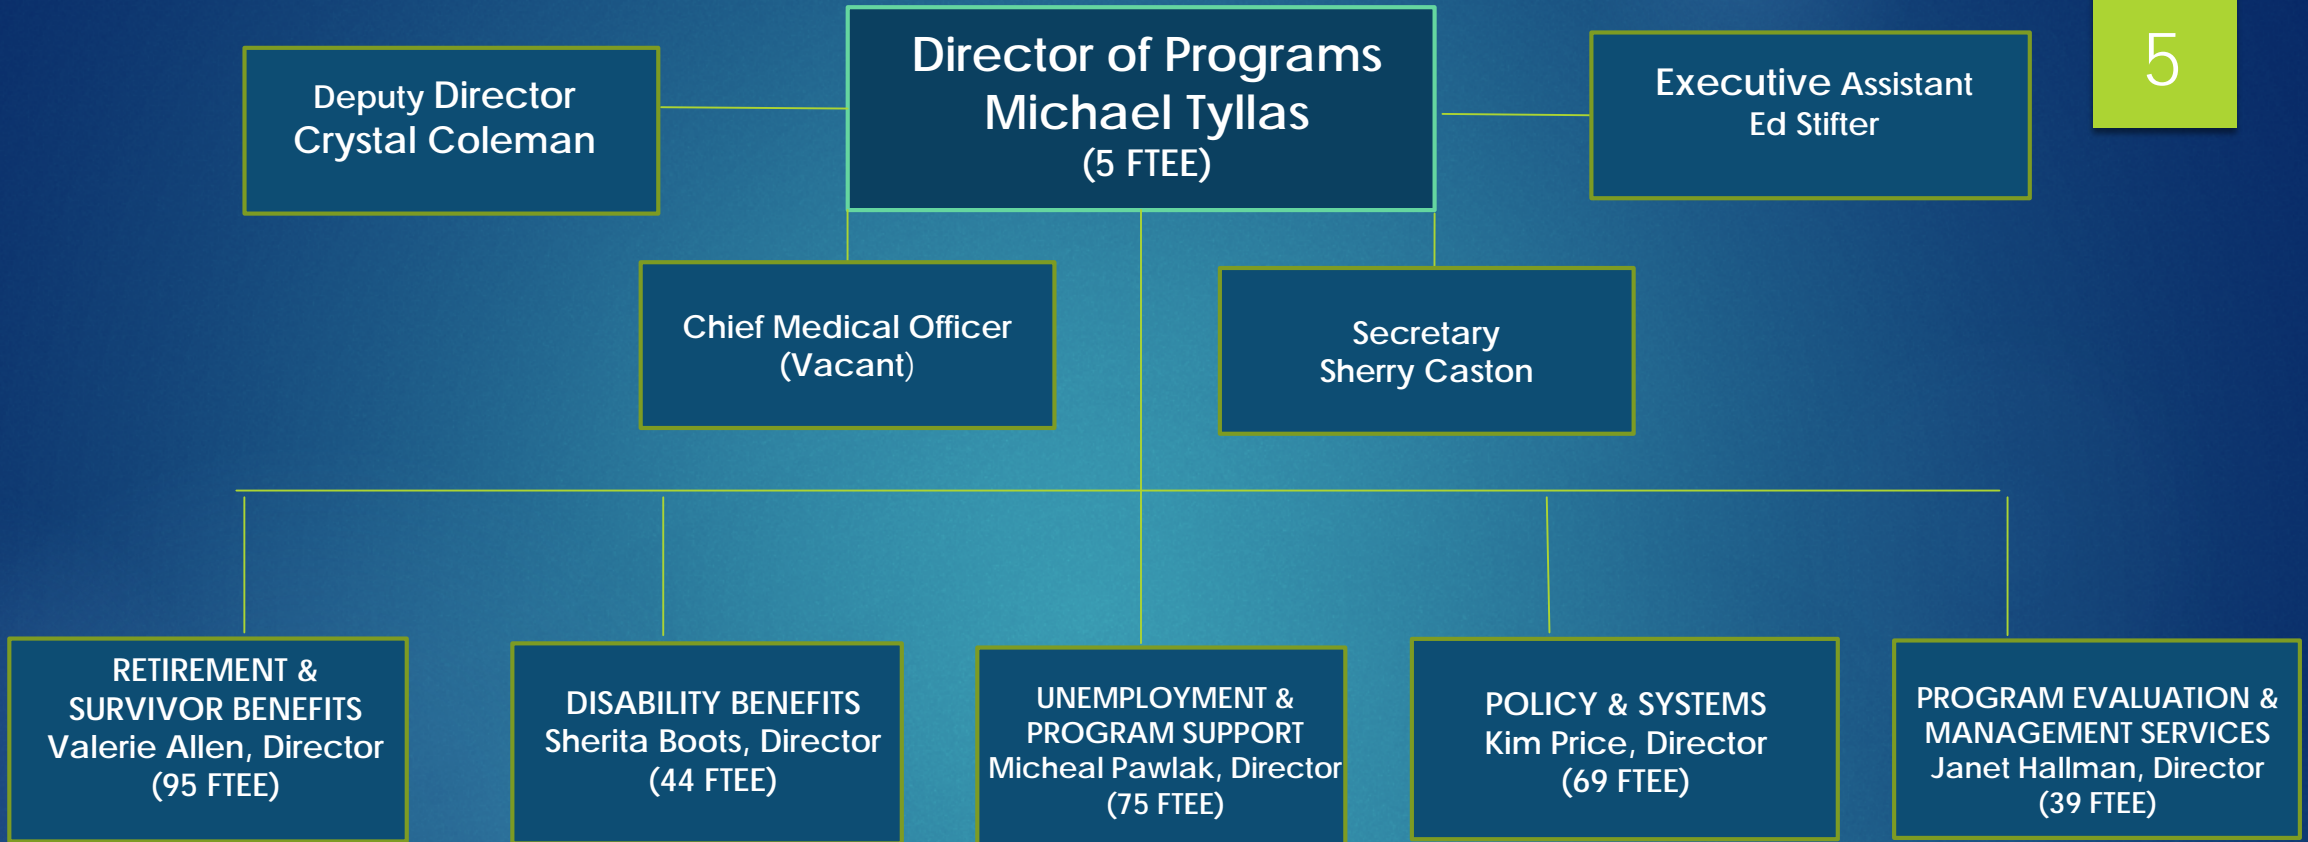 5
Director of Programs
Michael Tyllas
(5 FTEE)
Deputy Director
Crystal Coleman
Executive Assistant
Ed Stifter
Chief Medical Officer
(Vacant)
Secretary
Sherry Caston
RETIREMENT &
SURVIVOR BENEFITS
Valerie Allen, Director
(95 FTEE)
DISABILITY BENEFITS
Sherita Boots, Director
(44 FTEE)
UNEMPLOYMENT &
PROGRAM SUPPORT
Micheal Pawlak, Director
(75 FTEE)
POLICY & SYSTEMS
Kim Price, Director
(69 FTEE)
PROGRAM EVALUATION &
MANAGEMENT SERVICES
Janet Hallman, Director
(39 FTEE)